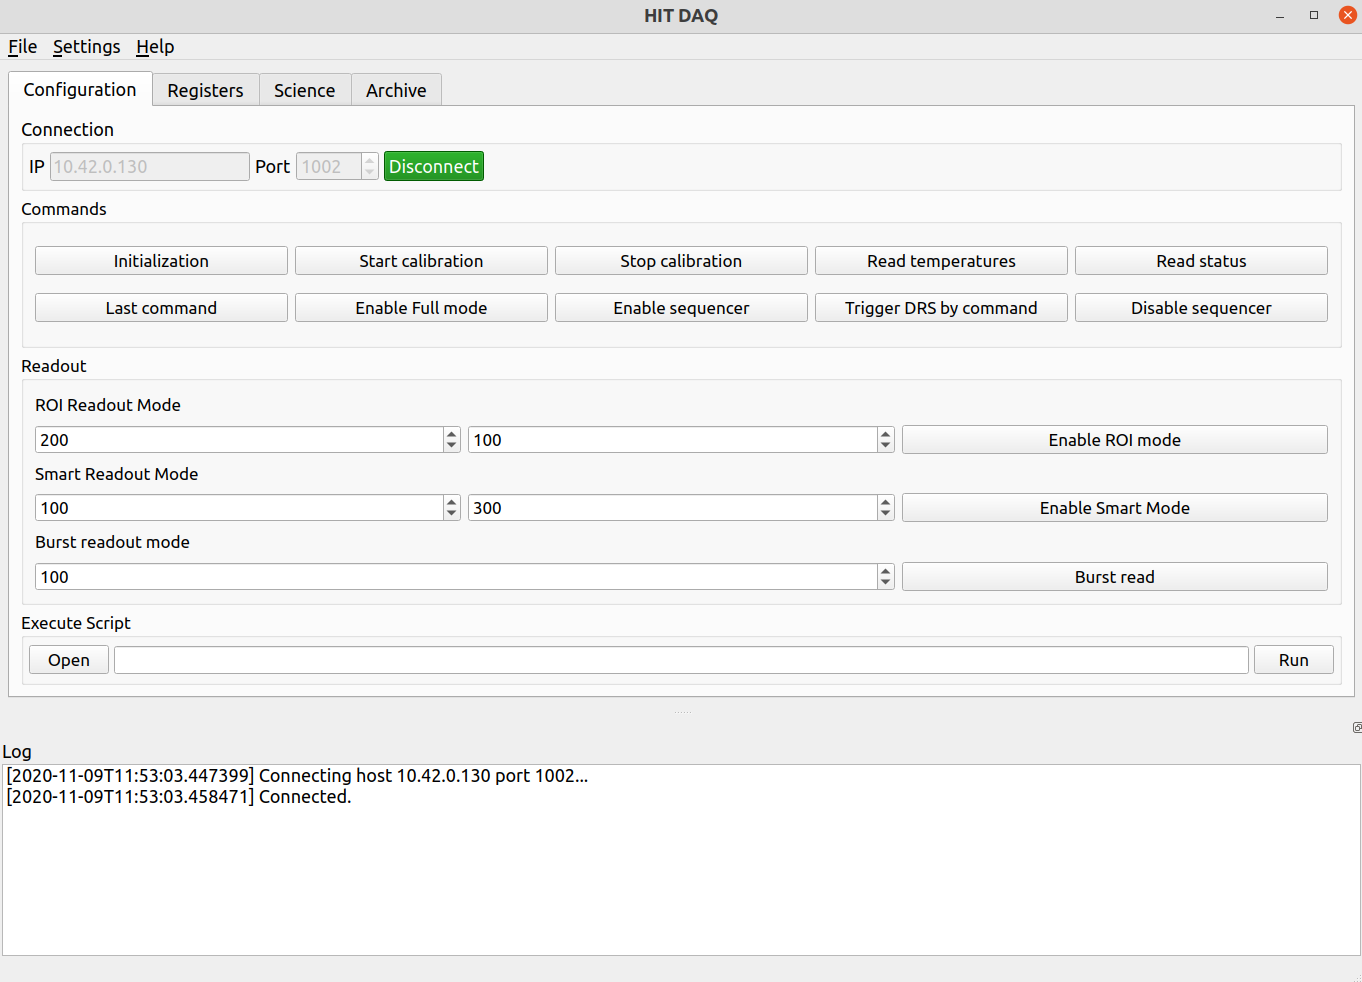 HIT DAQ
File Settings Help
Configuration Registers Science Archive
Connection
IP 10.42.0.130 Port 1002 Disconnect
Commands
Initialization Start calibration Stop calibration Read temperatures Read status
Last command Enable Full mode Enable sequencer Trigger DRS by command Disable sequencer
Readout
ROI Readout Mode
200 100 Enable ROI mode
Smart Readout Mode
100 300 Enable Smart Mode
Burst readout mode
100 Burst read
Execute Script
Open Run
Log
[2020-11-09T11:53:03.447399] Connecting host 10.42.0.130 port 1002...
[2020-11-09T11:53:03.458471] Connected.